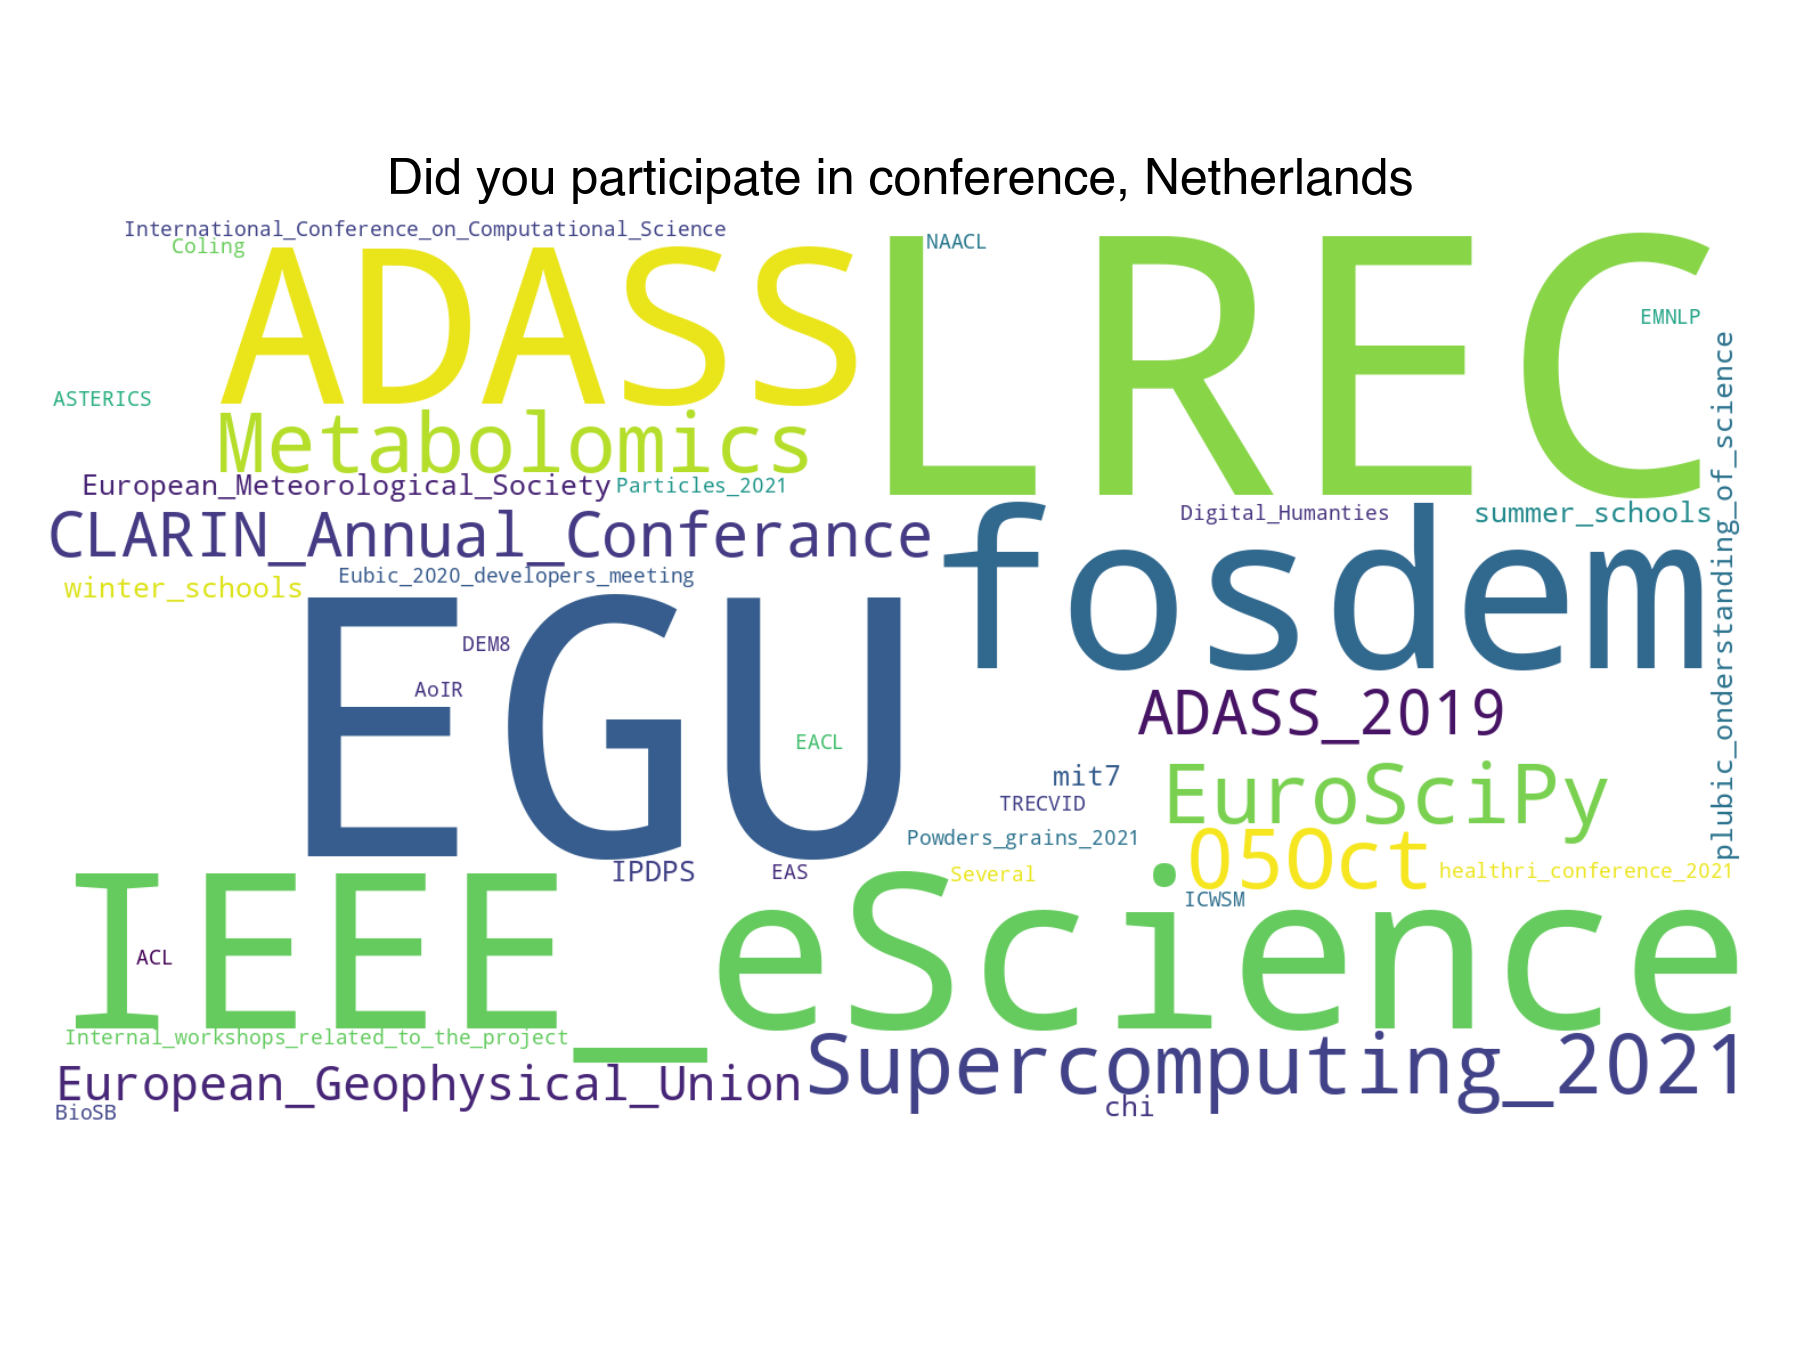 Did you participate in conference, Netherlands
International_Conference_on_Computational_Science
Coling
ADASS
LREC
NAACL
EMNLP
ASTERICS
Metabolomics
plubic_onderstanding_of_science
European_Meteorological_Society
Particles_2021
CLARIN_Annual_Conferance
Digital_Humanties
summer_schools
fosdem
winter_schools
Eubic_2020_developers_meeting
EGU
DEM8
AoIR
EACL
ADASS_2019
mit7
EuroSciPy
TRECVID
Powders_grains_2021
05Oct
IPDPS
EAS
Several
healthri_conference_2021
IEEE_eScience
ICWSM
ACL
Internal_workshops_related_to_the_project
European_Geophysical_Union
Supercomputing_2021
BioSB
chi